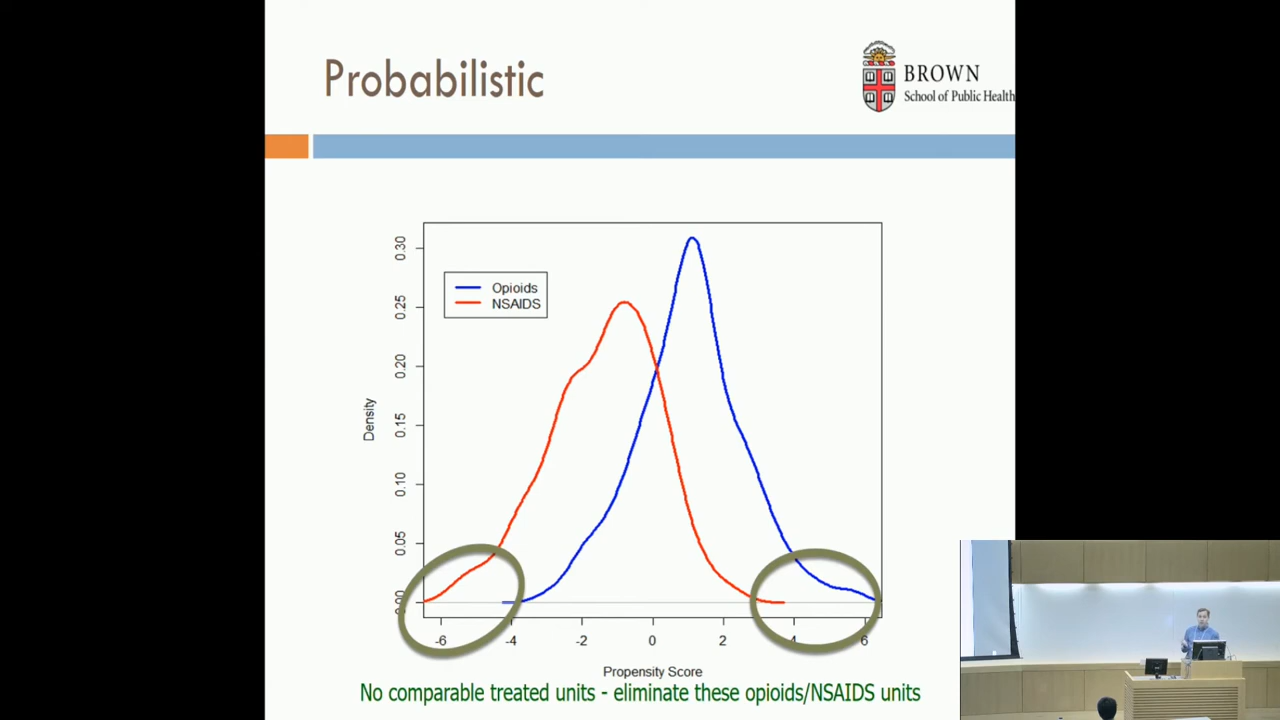 Probabilistic
BROWN
School of Public Health
Opioids
NSAIDS
Density
0.30
0.25
0.20
0.15
0.10
0.05
0.00
-6
-4
-2
0
2
4
6
Propensity Score
No comparable treated units - eliminate these opioids/NSAIDS units